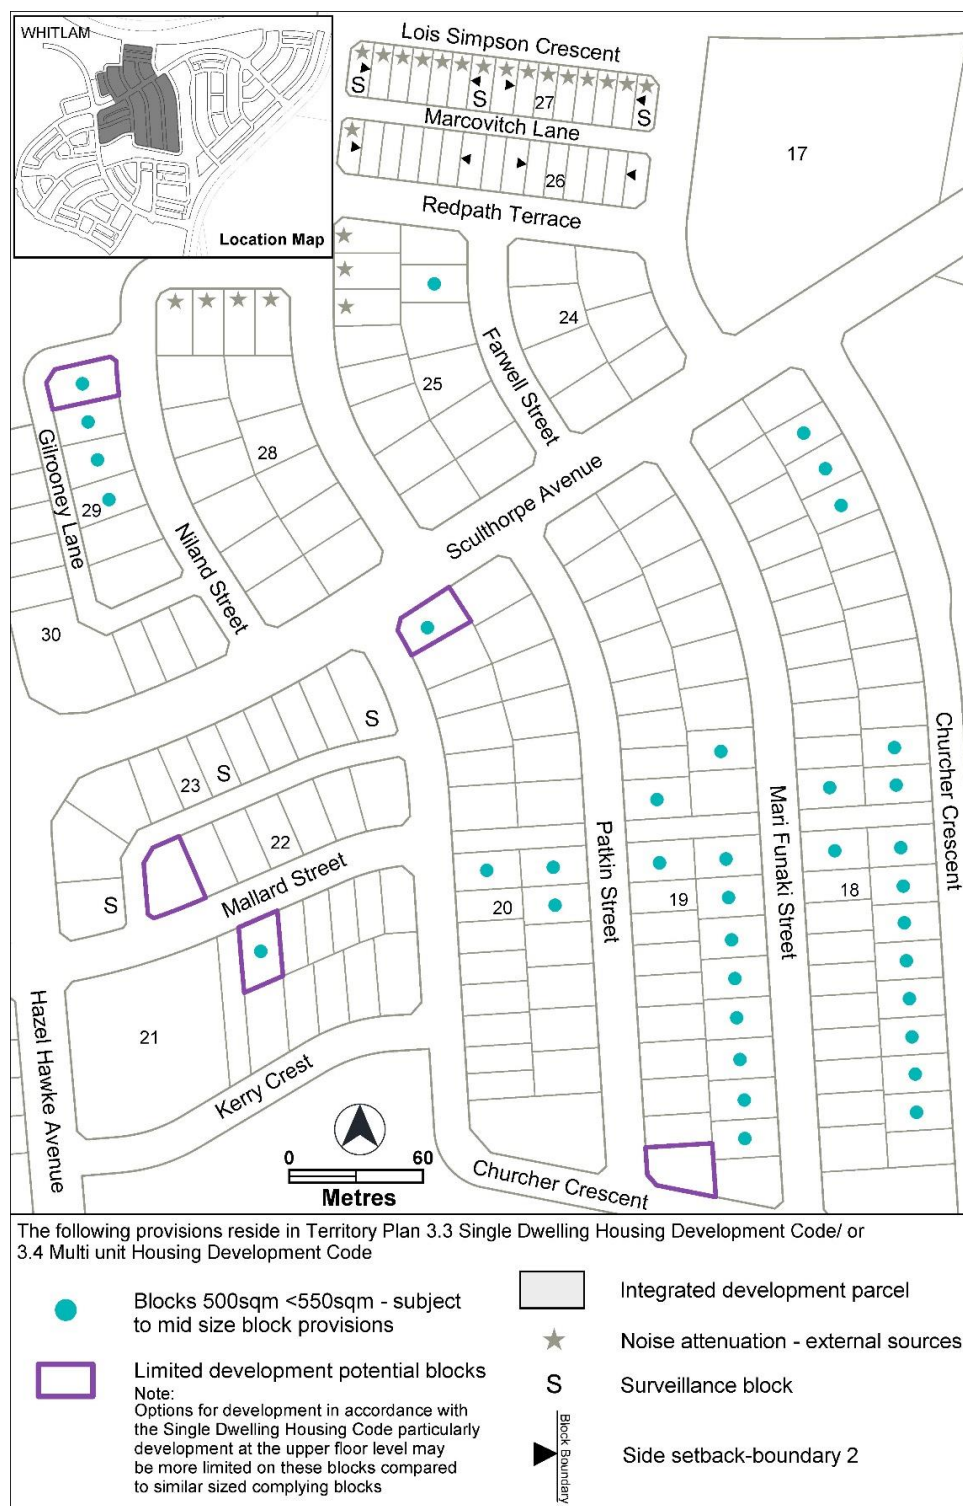 WHITLAM
Location Map
Lois Simpson Crescent
S
S
S
27
Marcovitch Lane
26
Redpath Terrace
17
24
25
Farwell Street
28
Gilrooney Lane
29
Niland Street
Sculthorpe Avenue
30
S
23
S
22
Mallard Street
S
20
Patkin Street
19
Mari Funaki Street
18
Churcher Crescent
21
Hazel Hawke Avenue
Kerry Crest
0
60
Metres
Churcher Crescent
The following provisions reside in Territory Plan 3.3 Single Dwelling Housing Development Code/ or
3.4 Multi unit Housing Development Code
Blocks 500sqm <550sqm - subject
to mid size block provisions
Limited development potential blocks
Note:
Options for development in accordance with
the Single Dwelling Housing Code particularly
development at the upper floor level may
be more limited on these blocks compared
to similar sized complying blocks
Integrated development parcel
Noise attenuation - external sources
S
Surveillance block
Block Boundary
Side setback-boundary 2